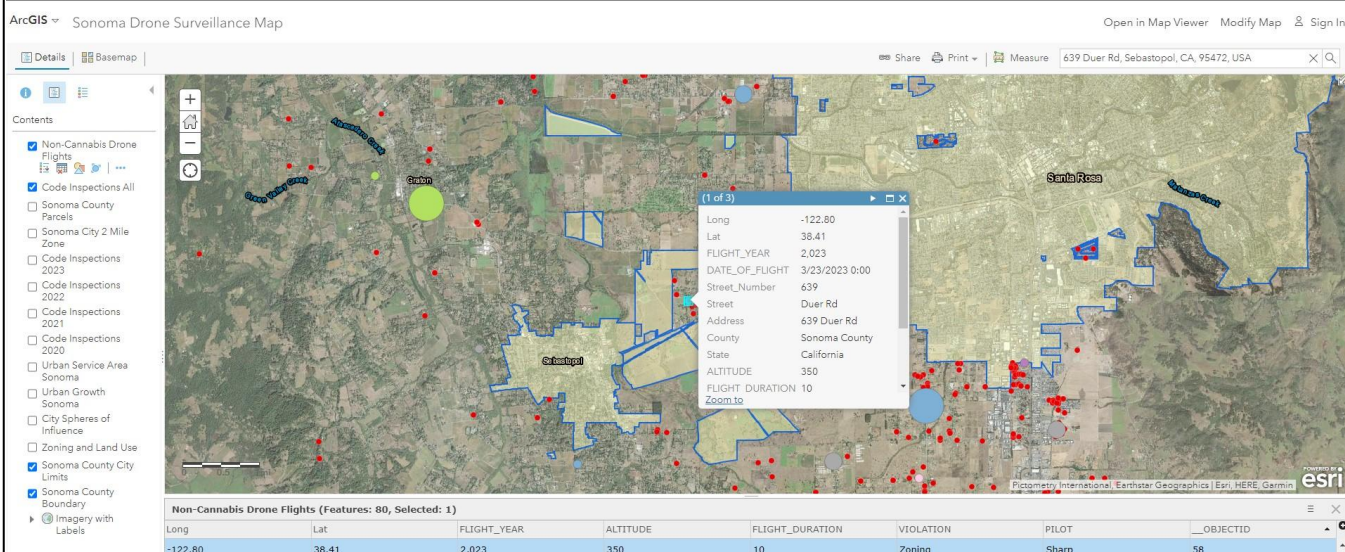 ArcGIS Sonoma Drone Surveillance Map
Open in Map Viewer Modify Map Sign In
Details Basemap
Share Print Measure 639 Duer Rd, Sebastopol, CA, 95472, USA
Contents
Non-Cannabis Drone
Flights
Code Inspections All
Sonoma County
Parcels
Sonoma City 2 Mile
Zone
Code Inspections
2023
Code Inspections
2022
Code Inspections
2021
Code Inspections
2020
Urban Service Area
Sonoma
Urban Growth
Sonoma
City Spheres of
Influence
Zoning and Land Use
Sonoma County City
Limits
Sonoma County
Boundary
Imagery with
Labels
Atascadero Creek
Green Valley Creek
Graton
Sebastopol
Santa Rosa
Matanzas Creek
(1 of 3)
Long -122.80
Lat 38.41
FLIGHT_YEAR 2,023
DATE_OF_FLIGHT 3/23/2023 0:00
Street_Number 639
Street Duer Rd
Address 639 Duer Rd
County Sonoma County
State California
ALTITUDE 350
FLIGHT_DURATION 10
Zoom to
Pictometry International, Earthstar Geographics | Esri, HERE, Garmin
POWERED BY
esri
Non-Cannabis Drone Flights (Features: 80, Selected: 1)
Long Lat FLIGHT_YEAR ALTITUDE FLIGHT_DURATION VIOLATION PILOT __OBJECTID
-122.80 38.41 2,023 350 10 Zoning Sharp 58